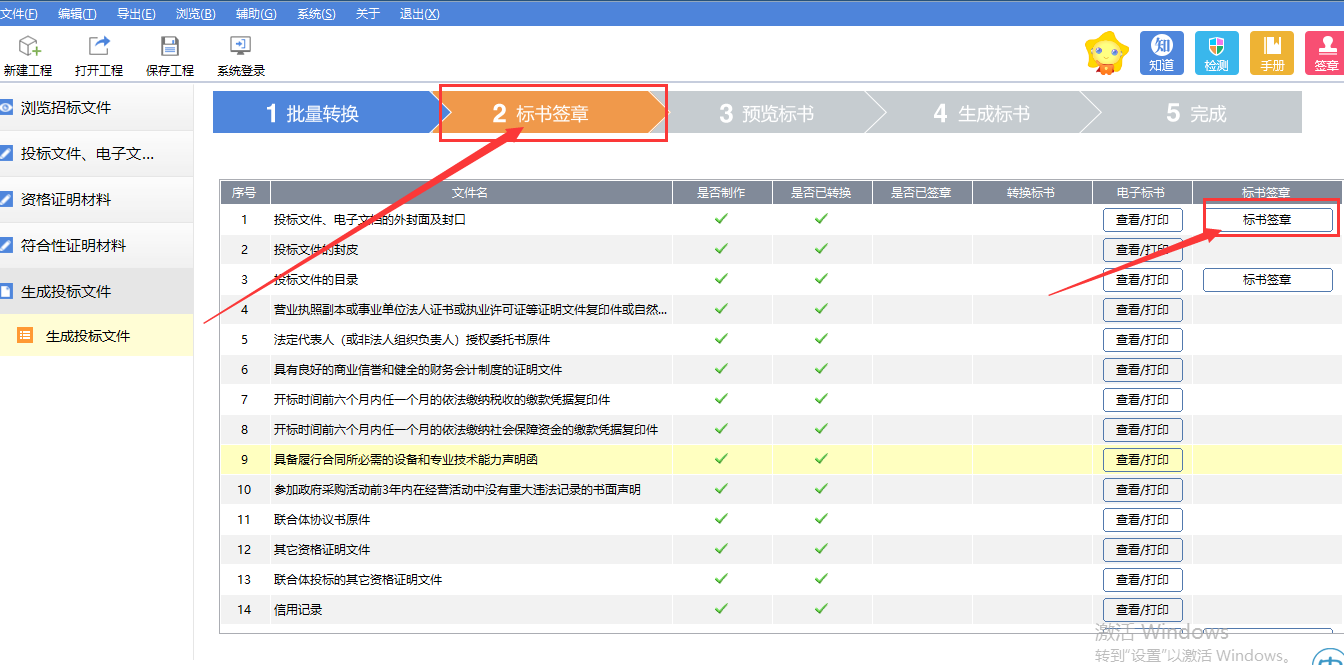 文件(F) 编辑(T) 导出(E) 浏览(B) 辅助(G) 系统(S) 关于 退出(X)
新建工程 打开工程 保存工程 系统登录
知 知道 检测 手册 签章
浏览招标文件
投标文件、电子文...
资格证明材料
符合性证明材料
生成投标文件
生成投标文件
1 批量转换 2 标书签章 3 预览标书 4 生成标书 5 完成
序号 文件名 是否制作 是否已转换 是否已签章 转换标书 电子标书 标书签章
1 投标文件、电子文档的外封面及封口 查看/打印 标书签章
2 投标文件的封皮 查看/打印
3 投标文件的目录 查看/打印 标书签章
4 营业执照副本或事业单位法人证书或执业许可证等证明文件复印件或自然... 查看/打印
5 法定代表人（或非法人组织负责人）授权委托书原件 查看/打印
6 具有良好的商业信誉和健全的财务会计制度的证明文件 查看/打印
7 开标时间前六个月内任一个月的依法缴纳税收的缴款凭据复印件 查看/打印
8 开标时间前六个月内任一个月的依法缴纳社会保障资金的缴款凭据复印件 查看/打印
9 具备履行合同所必需的设备和专业技术能力声明函 查看/打印
10 参加政府采购活动前3年内在经营活动中没有重大违法记录的书面声明 查看/打印
11 联合体协议书原件 查看/打印
12 其它资格证明文件 查看/打印
13 联合体投标的其它资格证明文件 查看/打印
14 信用记录 查看/打印
激活 Windows
转到"设置"以激活 Windows。